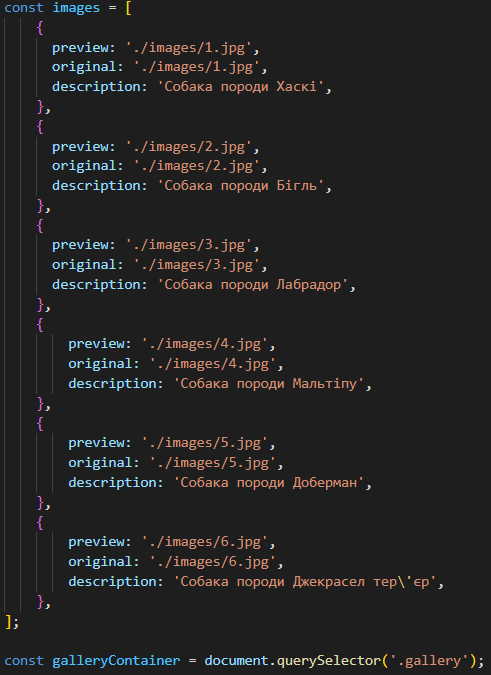 const images = [
{
preview: './images/1.jpg',
original: './images/1.jpg',
description: 'Собака породи Хаскі',
},
{
preview: './images/2.jpg',
original: './images/2.jpg',
description: 'Собака породи Бігль',
},
{
preview: './images/3.jpg',
original: './images/3.jpg',
description: 'Собака породи Лабрадор',
},
{
preview: './images/4.jpg',
original: './images/4.jpg',
description: 'Собака породи Мальтіпу',
},
{
preview: './images/5.jpg',
original: './images/5.jpg',
description: 'Собака породи Доберман',
},
{
preview: './images/6.jpg',
original: './images/6.jpg',
description: 'Собака породи Джекрасел тер\'єр',
},
];
const galleryContainer = document.querySelector('.gallery');